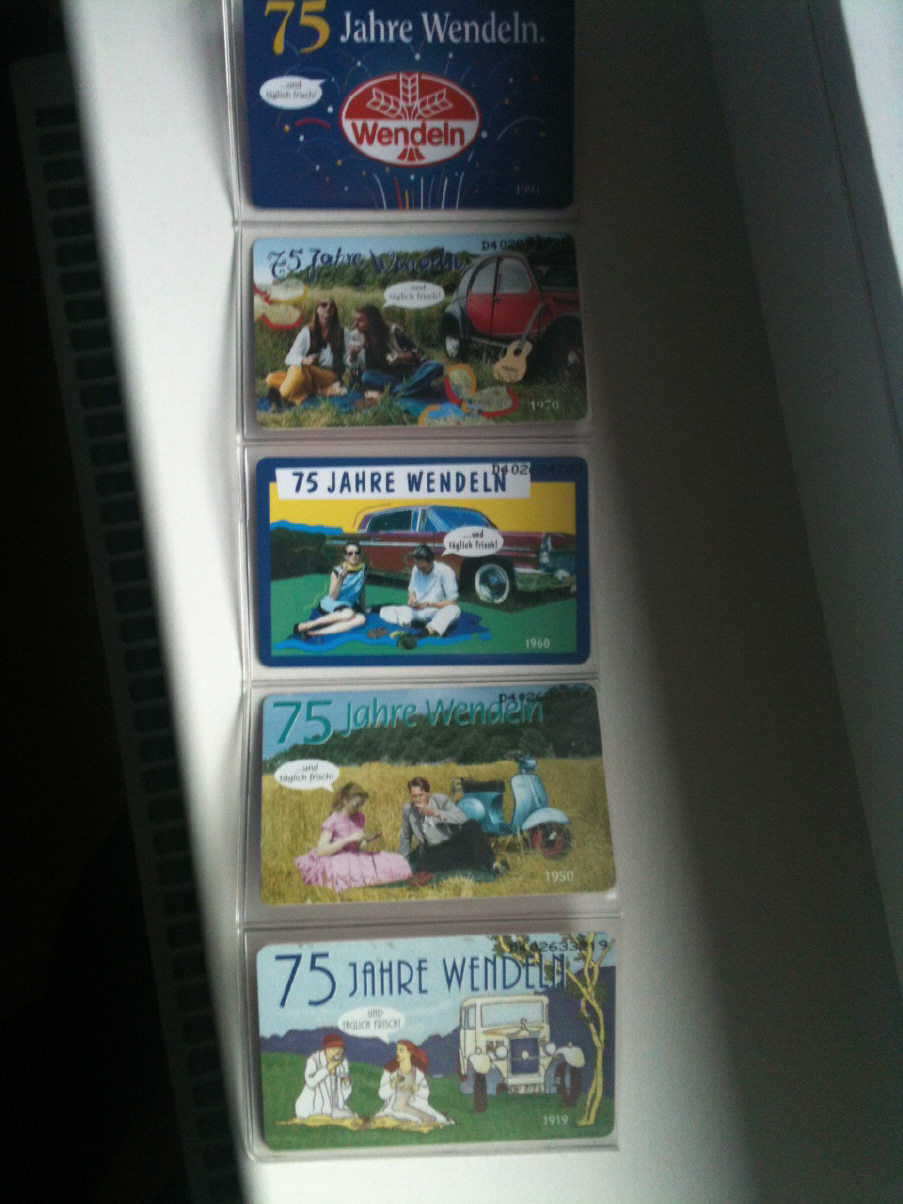 75 Jahre Wendeln.
...und
täglich frisch!
Wendeln
75 Jahre Wendeln
...und
täglich frisch!
1970
75 JAHRE WENDELN
...und
täglich frisch!
1960
75 Jahre Wendeln
...und
täglich frisch!
1950
75 JAHRE WENDELN
...UND
TÄGLICH FRISCH!
1919